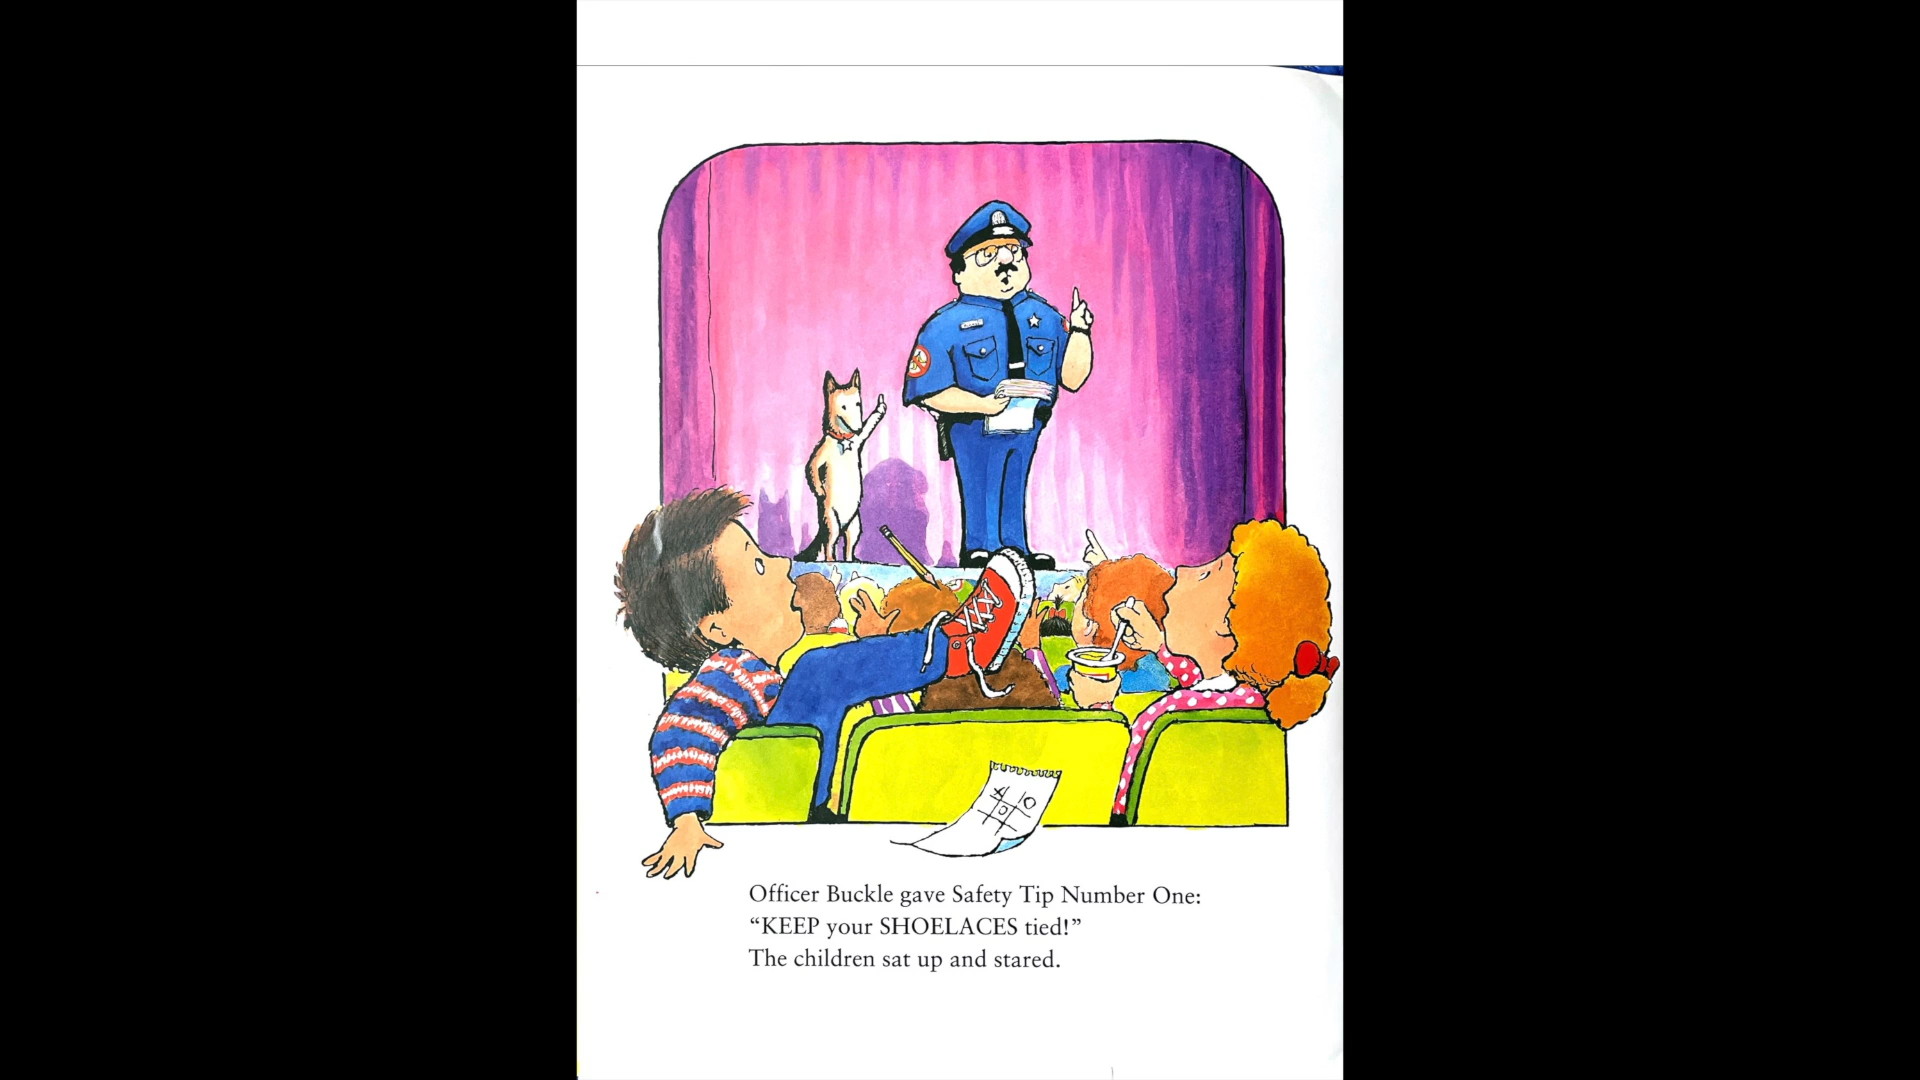 Officer Buckle gave Safety Tip Number One:
“KEEP your SHOELACES tied!”
The children sat up and stared.